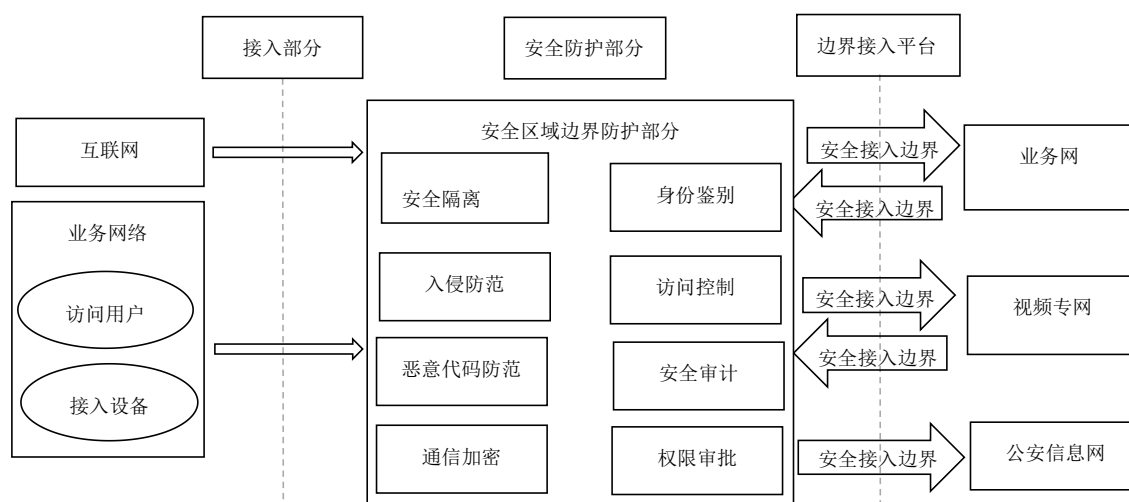 接入部分
安全防护部分
边界接入平台
互联网
业务网络
访问用户
接入设备
安全区域边界防护部分
安全隔离
身份鉴别
入侵防范
访问控制
恶意代码防范
安全审计
通信加密
权限审批
安全接入边界
安全接入边界
安全接入边界
安全接入边界
安全接入边界
业务网
视频专网
公安信息网